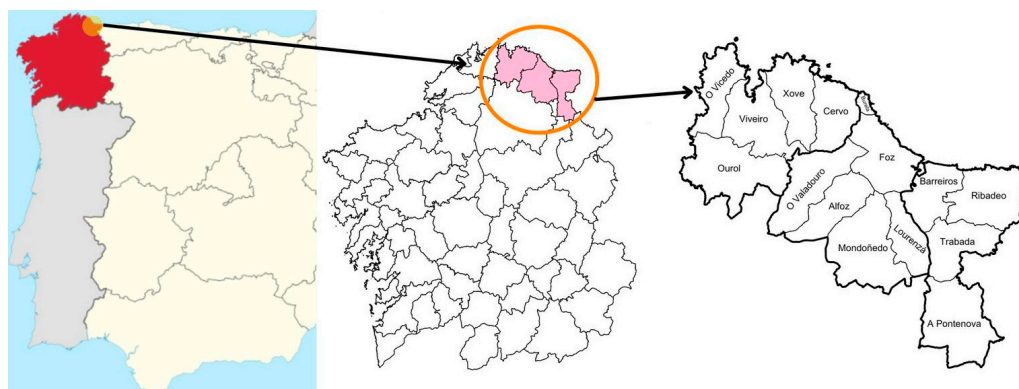 O Vicedo
Viveiro
Xove
Cervo
Ourol
O Valadouro
Alfoz
Foz
Mondoñedo
Lourenzá
Barreiros
Ribadeo
Trabada
A Pontenova